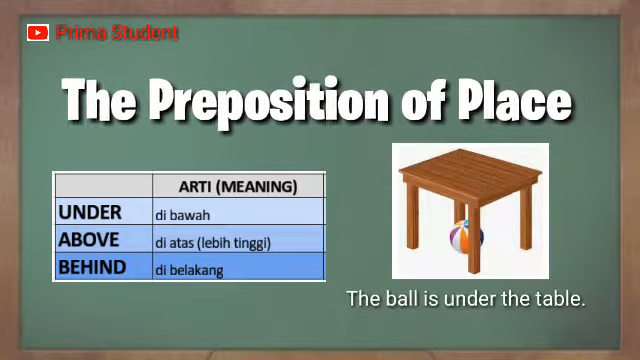 Prima Student
The Preposition of Place
ARTI (MEANING)
UNDER di bawah
ABOVE di atas (lebih tinggi)
BEHIND di belakang
The ball is under the table.